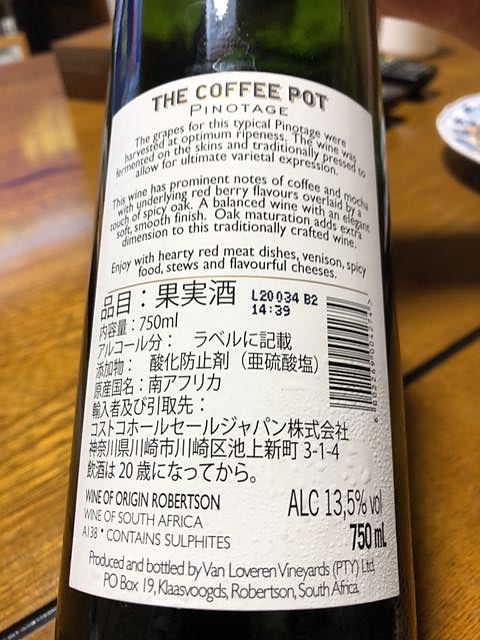 THE COFFEE POT
PINOTAGE
The grapes for this typical Pinotage were
harvested at optimum ripeness. The wine was
fermented on the skins and traditionally pressed to
allow for ultimate varietal expression.
This wine has prominent notes of coffee and mocha
with underlying red berry flavours overlaid by a
touch of spicy oak. A balanced wine with an elegant
soft, smooth finish. Oak maturation adds extra
dimension to this traditionally crafted wine.
Enjoy with hearty red meat dishes, venison, spicy
food, stews and flavourful cheeses.
品目：果実酒
L20034 B2
14:39
内容量：750ml
アルコール分： ラベルに記載
添加物： 酸化防止剤（亜硫酸塩）
原産国名：南アフリカ
輸入者及び引取先：
コストコホールセールジャパン株式会社
神奈川県川崎市川崎区池上新町 3-1-4
飲酒は 20 歳になってから。
WINE OF ORIGIN ROBERTSON
WINE OF SOUTH AFRICA
A138 * CONTAINS SULPHITES
ALC 13,5% vol
750 mL
Produced and bottled by Van Loveren Vineyards (PTY) Ltd
PO Box 19, Klaasvoogds, Robertson, South Africa